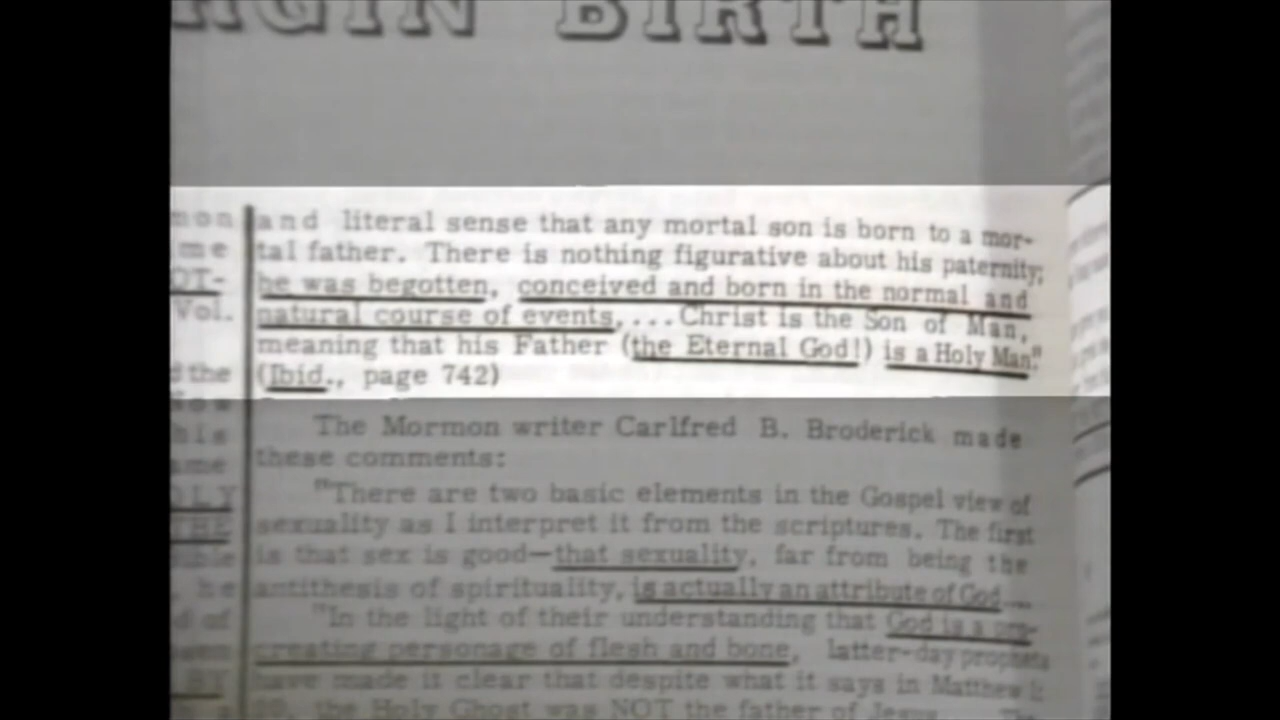 BIRTH
and literal sense that any mortal son is born to a mor-
tal father. There is nothing figurative about his paternity;
he was begotten, conceived and born in the normal and
natural course of events,...Christ is the Son of Man,
meaning that his Father (the Eternal God!) is a Holy Man."
(Ibid., page 742)
The Mormon writer Carlfred B. Broderick made
these comments:
"There are two basic elements in the Gospel view of
sexuality as I interpret it from the scriptures. The first
is that sex is good—that sexuality, far from being the
antithesis of spirituality, is actually an attribute of God...
"In the light of their understanding that God is a pro-
creating personage of flesh and bone, latter-day prophets
have made it clear that despite what it says in Matthew 1:
20, the Holy Ghost was NOT the father of Jesus.
me
Vol.
the